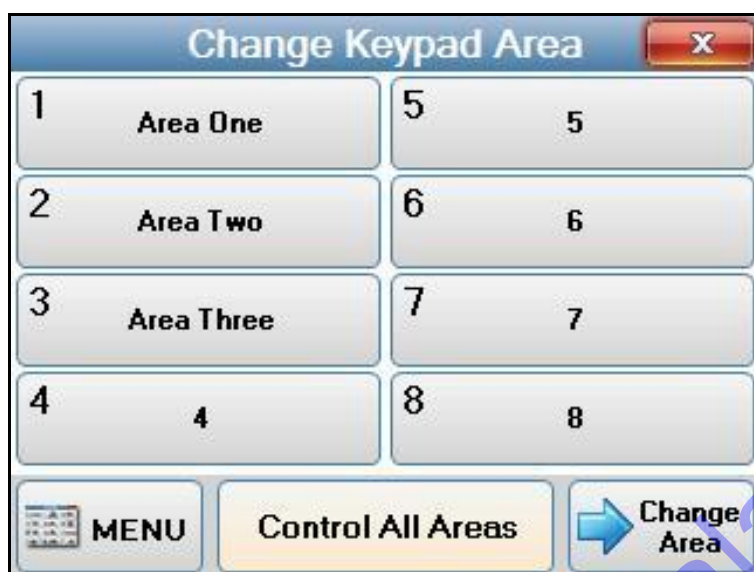 Change Keypad Area X
1 Area One
2 Area Two
3 Area Three
4 4
5 5
6 6
7 7
8 8
MENU
Control All Areas
Change
Area